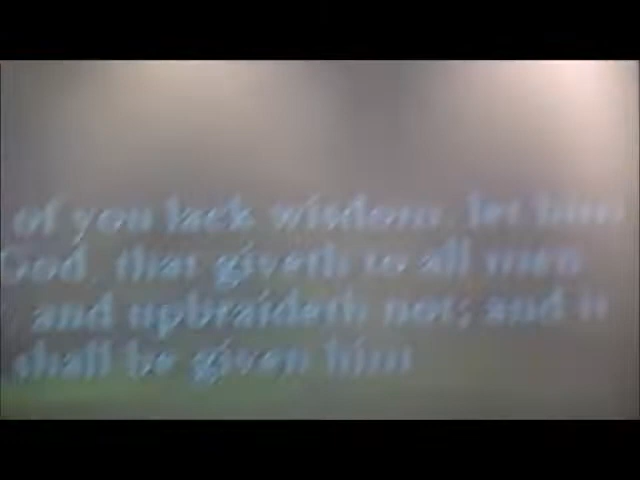 of you lack wisdom, let him
God, that giveth to all men
and upbraideth not; and it
shall be given him